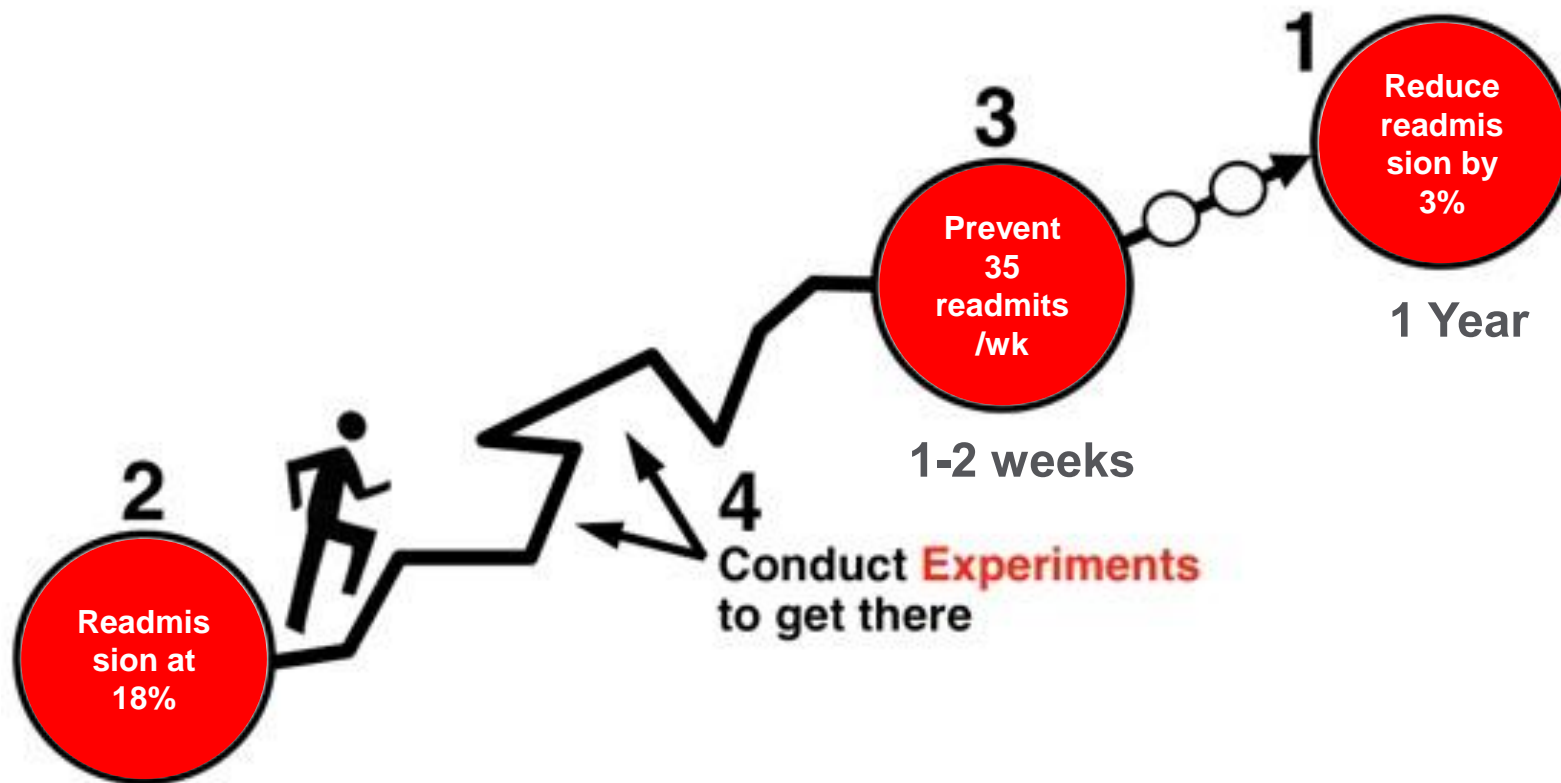 1
Reduce
readmis
sion by
3%
1 Year
3
Prevent
35
readmits
/wk
1-2 weeks
2
Readmis
sion at
18%
4
Conduct Experiments
to get there